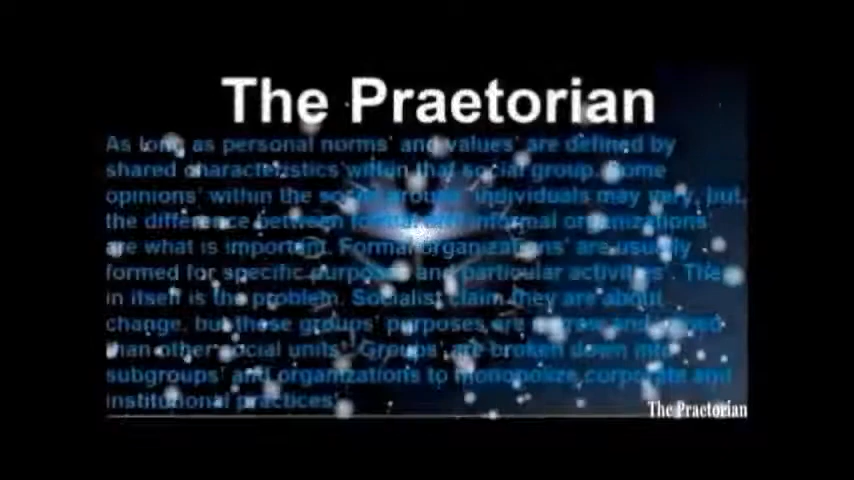 The Praetorian
As long as personal norms' and values' are defined by
shared characteristics within that social group. Some
opinions' within the social groups' individuals may vary, but,
the difference between formal and informal organizations'
are what is important. Formal organizations' are usually
formed for specific purposes and particular activities'. The
in itself is the problem. Socialist claim they are about
change, but those groups' purposes are narrow and
than other social units'. Groups' are broken down into
subgroups' and organizations to monopolize corporate and
institutional practices'
The Praetorian